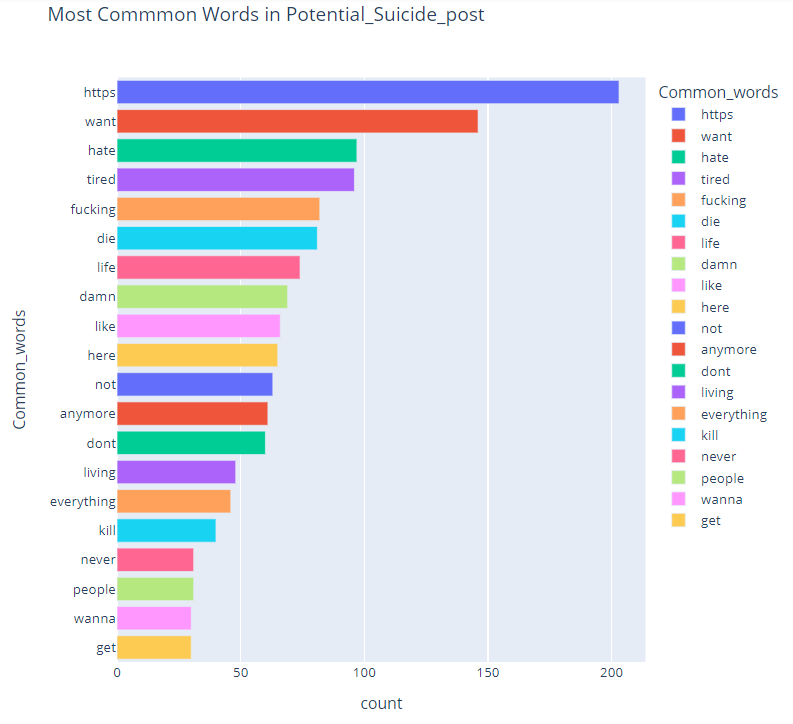 Most Commmon Words in Potential_Suicide_post
https
want
hate
tired
fucking
die
life
damn
like
here
not
anymore
dont
living
everything
kill
never
people
wanna
get
Common_words
0 50 100 150 200
count
Common_words
https
want
hate
tired
fucking
die
life
damn
like
here
not
anymore
dont
living
everything
kill
never
people
wanna
get